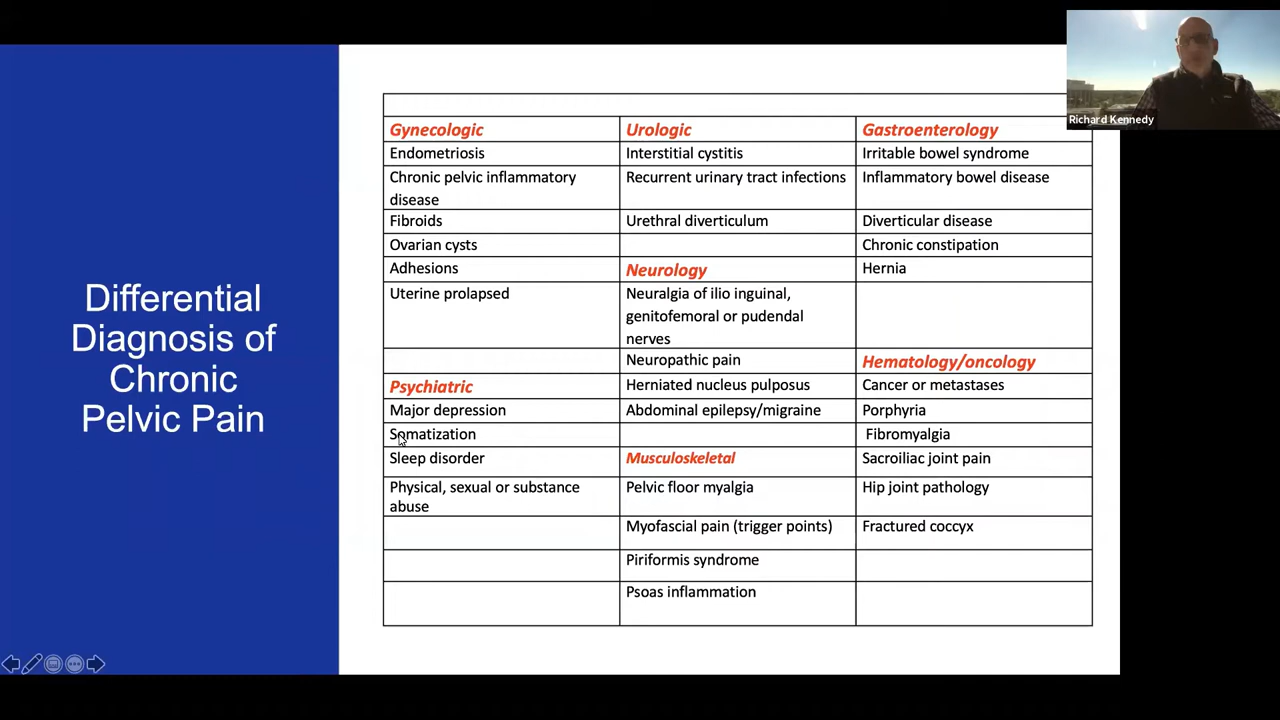 Differential
Diagnosis of
Chronic
Pelvic Pain
Gynecologic
Urologic
Gastroenterology
Endometriosis
Interstitial cystitis
Irritable bowel syndrome
Chronic pelvic inflammatory
disease
Recurrent urinary tract infections
Inflammatory bowel disease
Fibroids
Urethral diverticulum
Diverticular disease
Ovarian cysts
Chronic constipation
Adhesions
Neurology
Hernia
Uterine prolapsed
Neuralgia of ilio inguinal,
genitofemoral or pudendal
nerves
Neuropathic pain
Hematology/oncology
Psychiatric
Herniated nucleus pulposus
Cancer or metastases
Major depression
Abdominal epilepsy/migraine
Porphyria
Somatization
Fibromyalgia
Sleep disorder
Musculoskeletal
Sacroiliac joint pain
Physical, sexual or substance
abuse
Pelvic floor myalgia
Hip joint pathology
Myofascial pain (trigger points)
Fractured coccyx
Piriformis syndrome
Psoas inflammation
Richard Kennedy